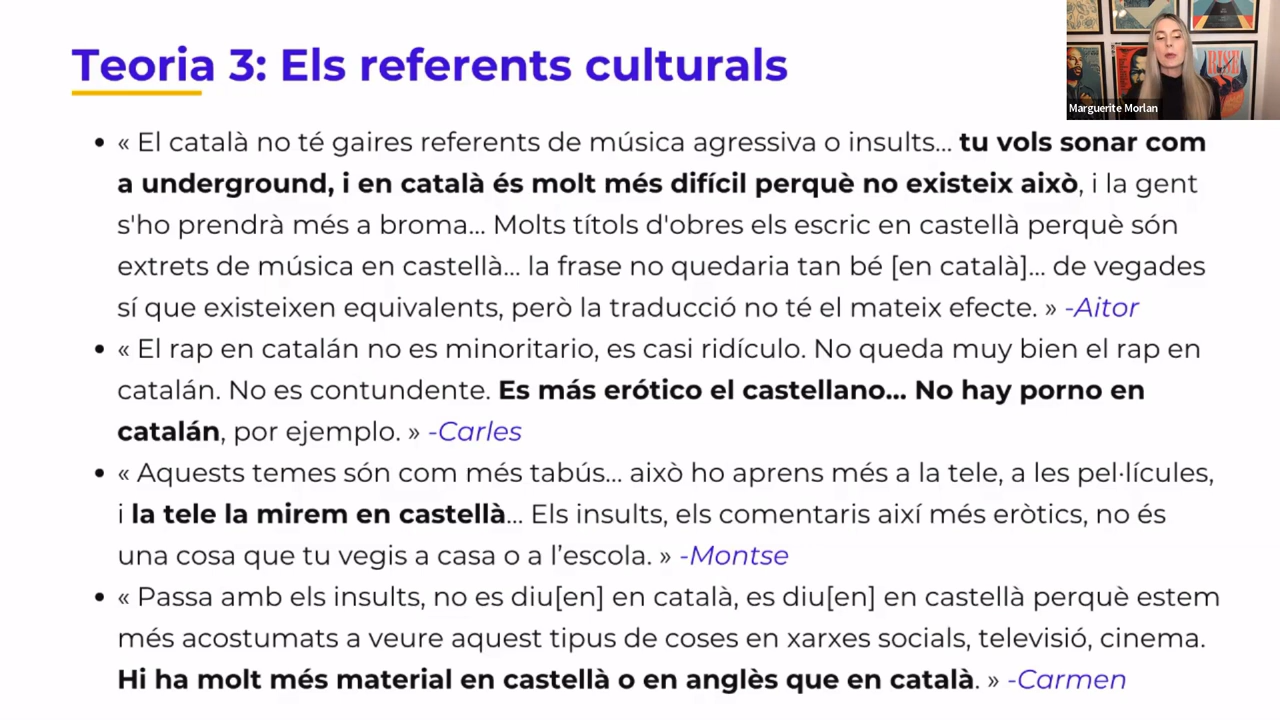 Teoria 3: Els referents culturals
RISE
Marguerite Morlan
• « El català no té gaires referents de música agressiva o insults... tu vols sonar com
a underground, i en català és molt més difícil perquè no existeix això, i la gent
s'ho prendrà més a broma... Molts títols d'obres els escric en castellà perquè són
extrets de música en castellà... la frase no quedaria tan bé [en català]... de vegades
sí que existeixen equivalents, però la traducció no té el mateix efecte. » -Aitor
• « El rap en catalán no es minoritario, es casi ridículo. No queda muy bien el rap en
catalán. No es contundente. Es más erótico el castellano... No hay porno en
catalán, por ejemplo. » -Carles
• « Aquests temes són com més tabús... això ho aprens més a la tele, a les pel·lícules,
i la tele la mirem en castellà... Els insults, els comentaris així més eròtics, no és
una cosa que tu vegis a casa o a l’escola. » -Montse
• « Passa amb els insults, no es diu[en] en català, es diu[en] en castellà perquè estem
més acostumats a veure aquest tipus de coses en xarxes socials, televisió, cinema.
Hi ha molt més material en castellà o en anglès que en català. » -Carmen